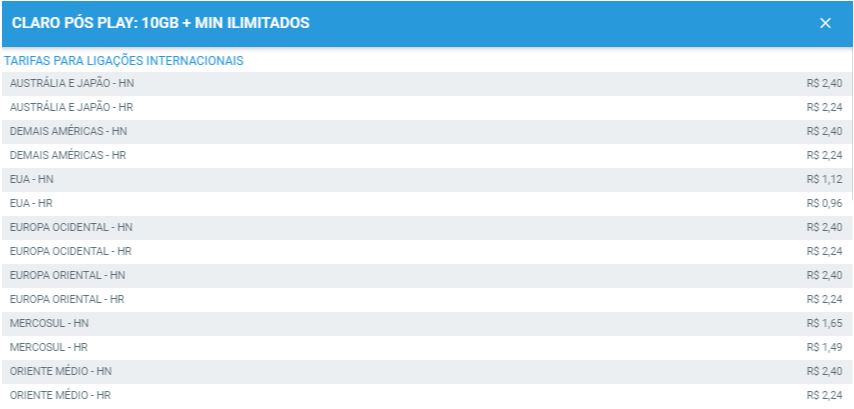 CLARO PÓS PLAY: 10GB + MIN ILIMITADOS
TARIFAS PARA LIGAÇÕES INTERNACIONAIS
AUSTRÁLIA E JAPÃO - HN R$ 2,40
AUSTRÁLIA E JAPÃO - HR R$ 2,24
DEMAIS AMÉRICAS - HN R$ 2,40
DEMAIS AMÉRICAS - HR R$ 2,24
EUA - HN R$ 1,12
EUA - HR R$ 0,96
EUROPA OCIDENTAL - HN R$ 2,40
EUROPA OCIDENTAL - HR R$ 2,24
EUROPA ORIENTAL - HN R$ 2,40
EUROPA ORIENTAL - HR R$ 2,24
MERCOSUL - HN R$ 1,65
MERCOSUL - HR R$ 1,49
ORIENTE MÉDIO - HN R$ 2,40
ORIENTE MÉDIO - HR R$ 2,24